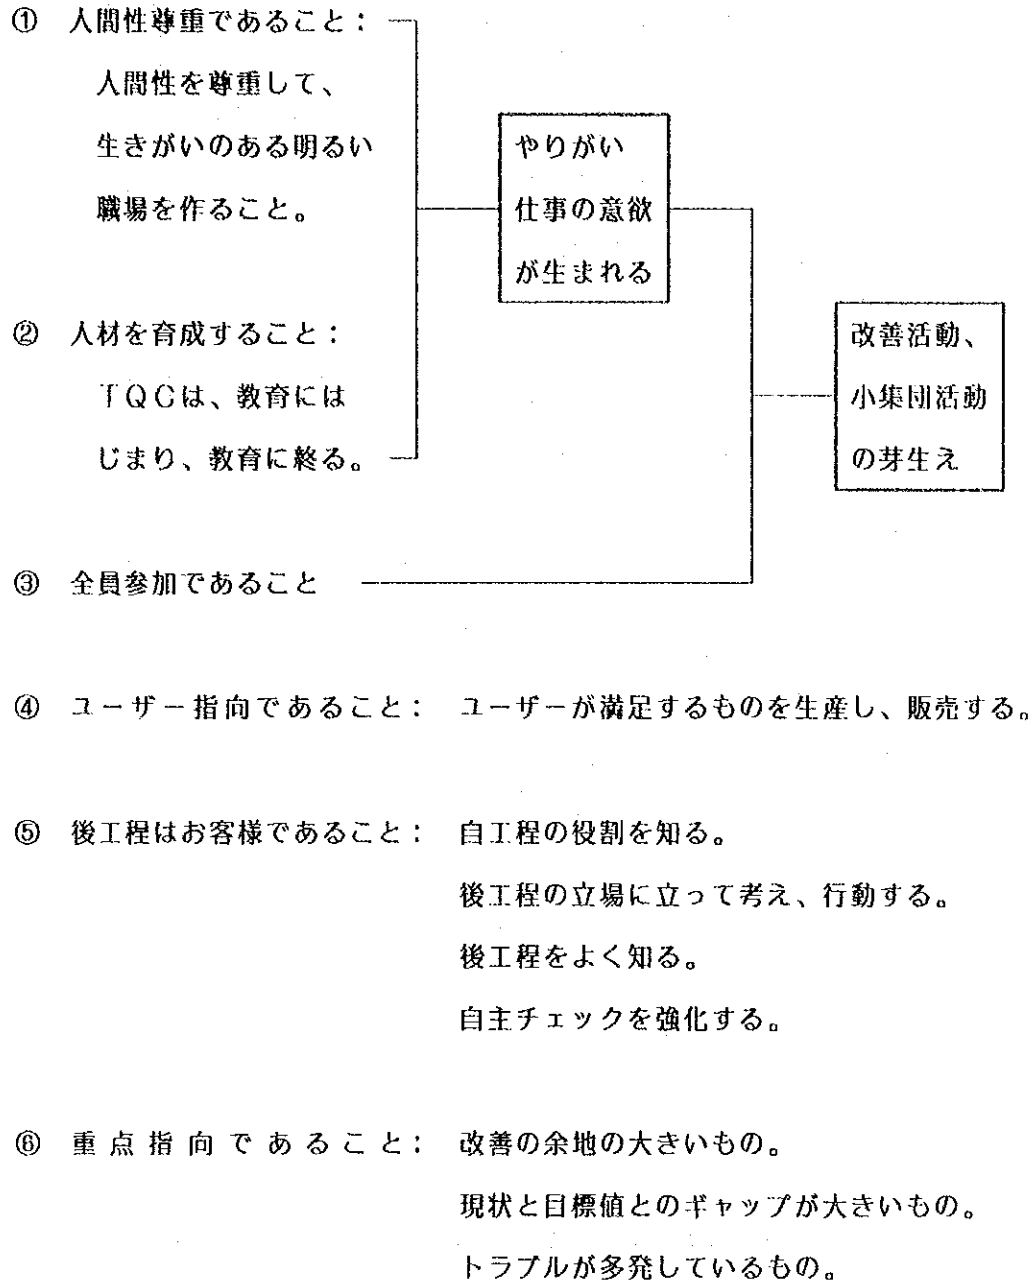 ① 人間性尊重であること：
人間性を尊重して、
生きがいのある明るい
職場を作ること。
やりがい
仕事の意欲
が生まれる
② 人材を育成すること：
TQCは、教育には
じまり、教育に終る。
改善活動、
小集団活動
の芽生え
③ 全員参加であること
④ ユーザー指向であること： ユーザーが満足するものを生産し、販売する。
⑤ 後工程はお客様であること： 自工程の役割を知る。
後工程の立場に立って考え、行動する。
後工程をよく知る。
自主チェックを強化する。
⑥ 重点指向であること： 改善の余地の大きいもの。
現状と目標値とのギャップが大きいもの。
トラブルが多発しているもの。